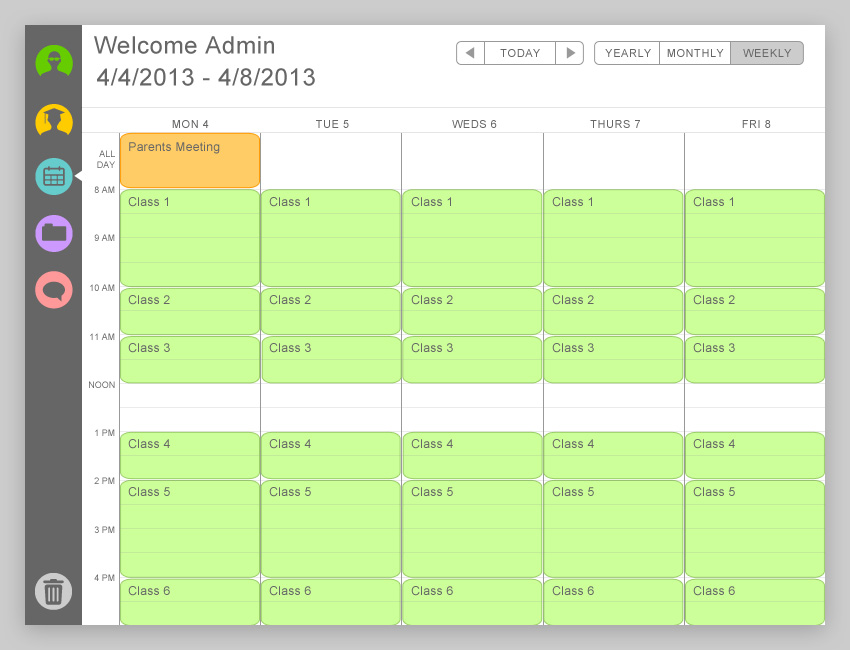 Welcome Admin
4/4/2013 - 4/8/2013
TODAY
YEARLY MONTHLY WEEKLY
MON 4 TUE 5 WEDS 6 THURS 7 FRI 8
ALL DAY
Parents Meeting
8 AM
Class 1 Class 1 Class 1 Class 1 Class 1
9 AM
10 AM
Class 2 Class 2 Class 2 Class 2 Class 2
11 AM
Class 3 Class 3 Class 3 Class 3 Class 3
NOON
1 PM
Class 4 Class 4 Class 4 Class 4 Class 4
2 PM
Class 5 Class 5 Class 5 Class 5 Class 5
3 PM
4 PM
Class 6 Class 6 Class 6 Class 6 Class 6